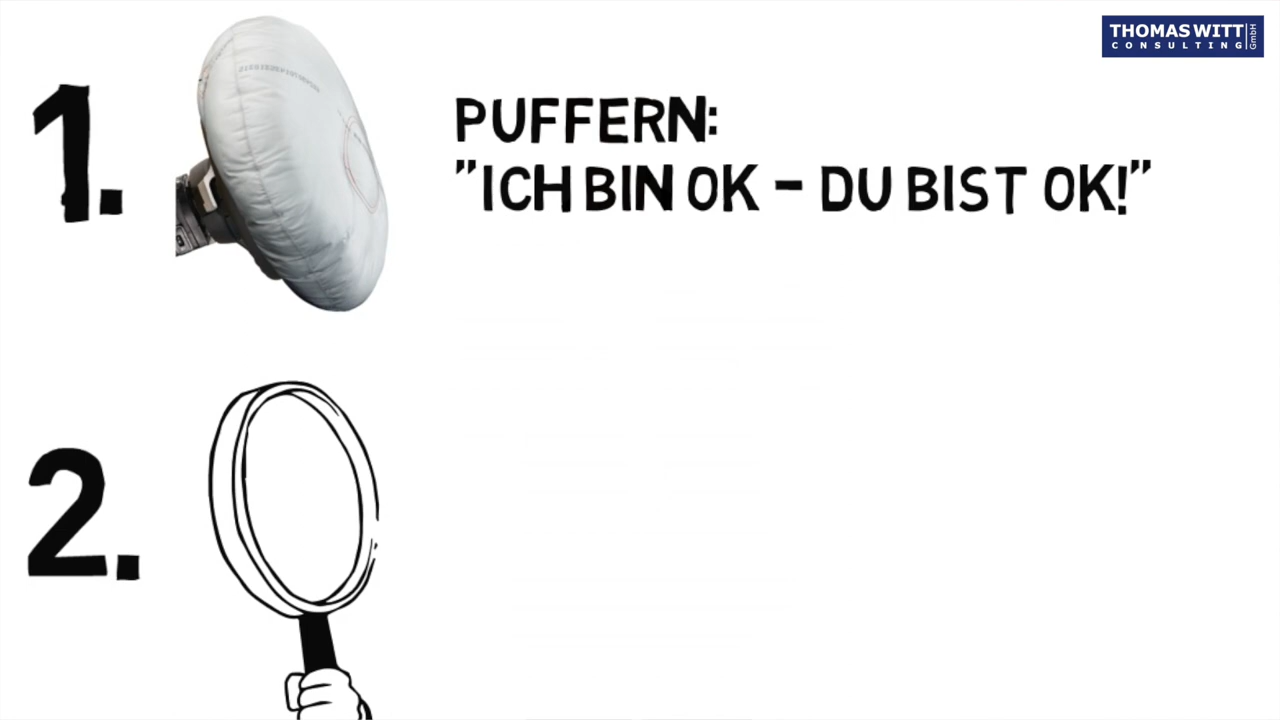 THOMAS WITT GmbH
CONSULTING
1.
PUFFERN:
"ICH BIN OK - DU BIST OK!"
2.